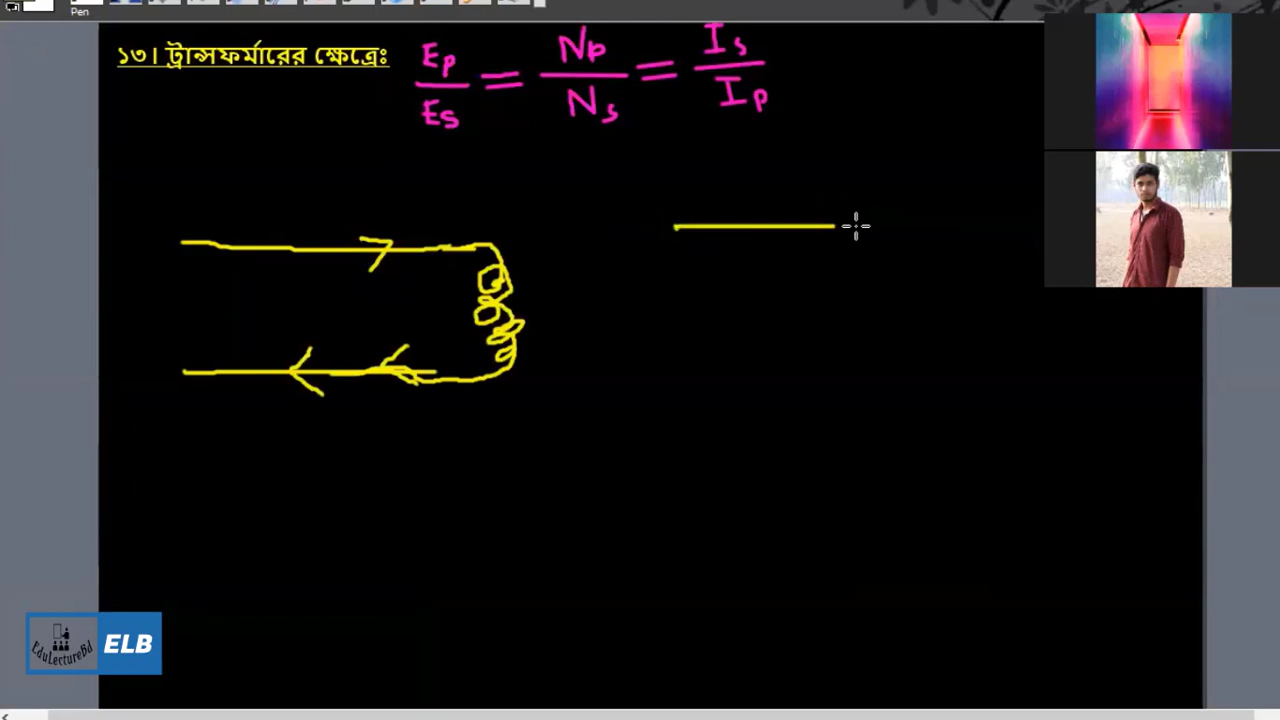 Pen
১৩। ট্রান্সফর্মারের ক্ষেত্রেঃ
Ep/Es = Np/Ns = Is/Ip
EduLectureBd
ELB